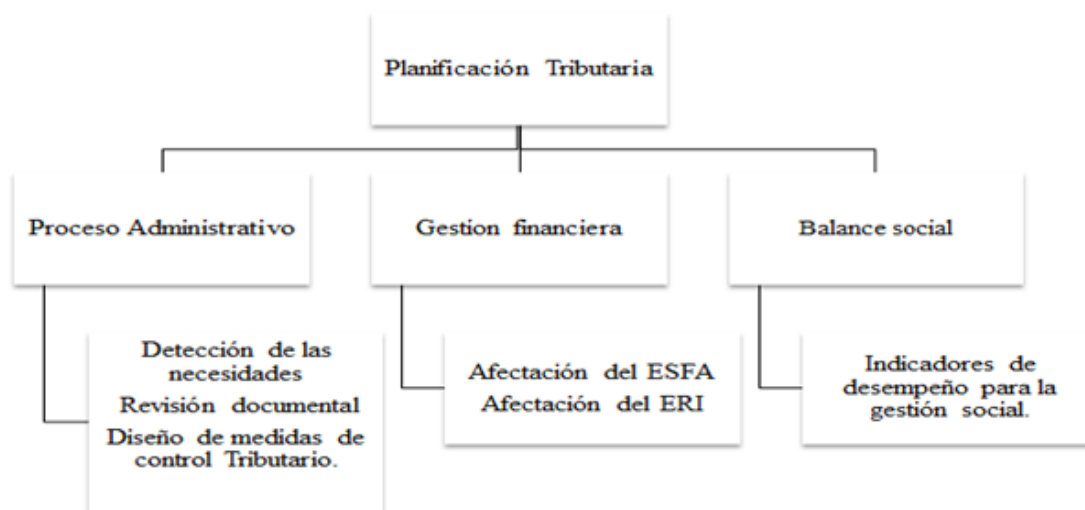 Planificación Tributaria
Proceso Administrativo
Gestion financiera
Balance social
Detección de las
necesidades
Revisión documental
Diseño de medidas de
control Tributario.
Afectación del ESFA
Afectación del ERI
Indicadores de
desempeño para la
gestión social.